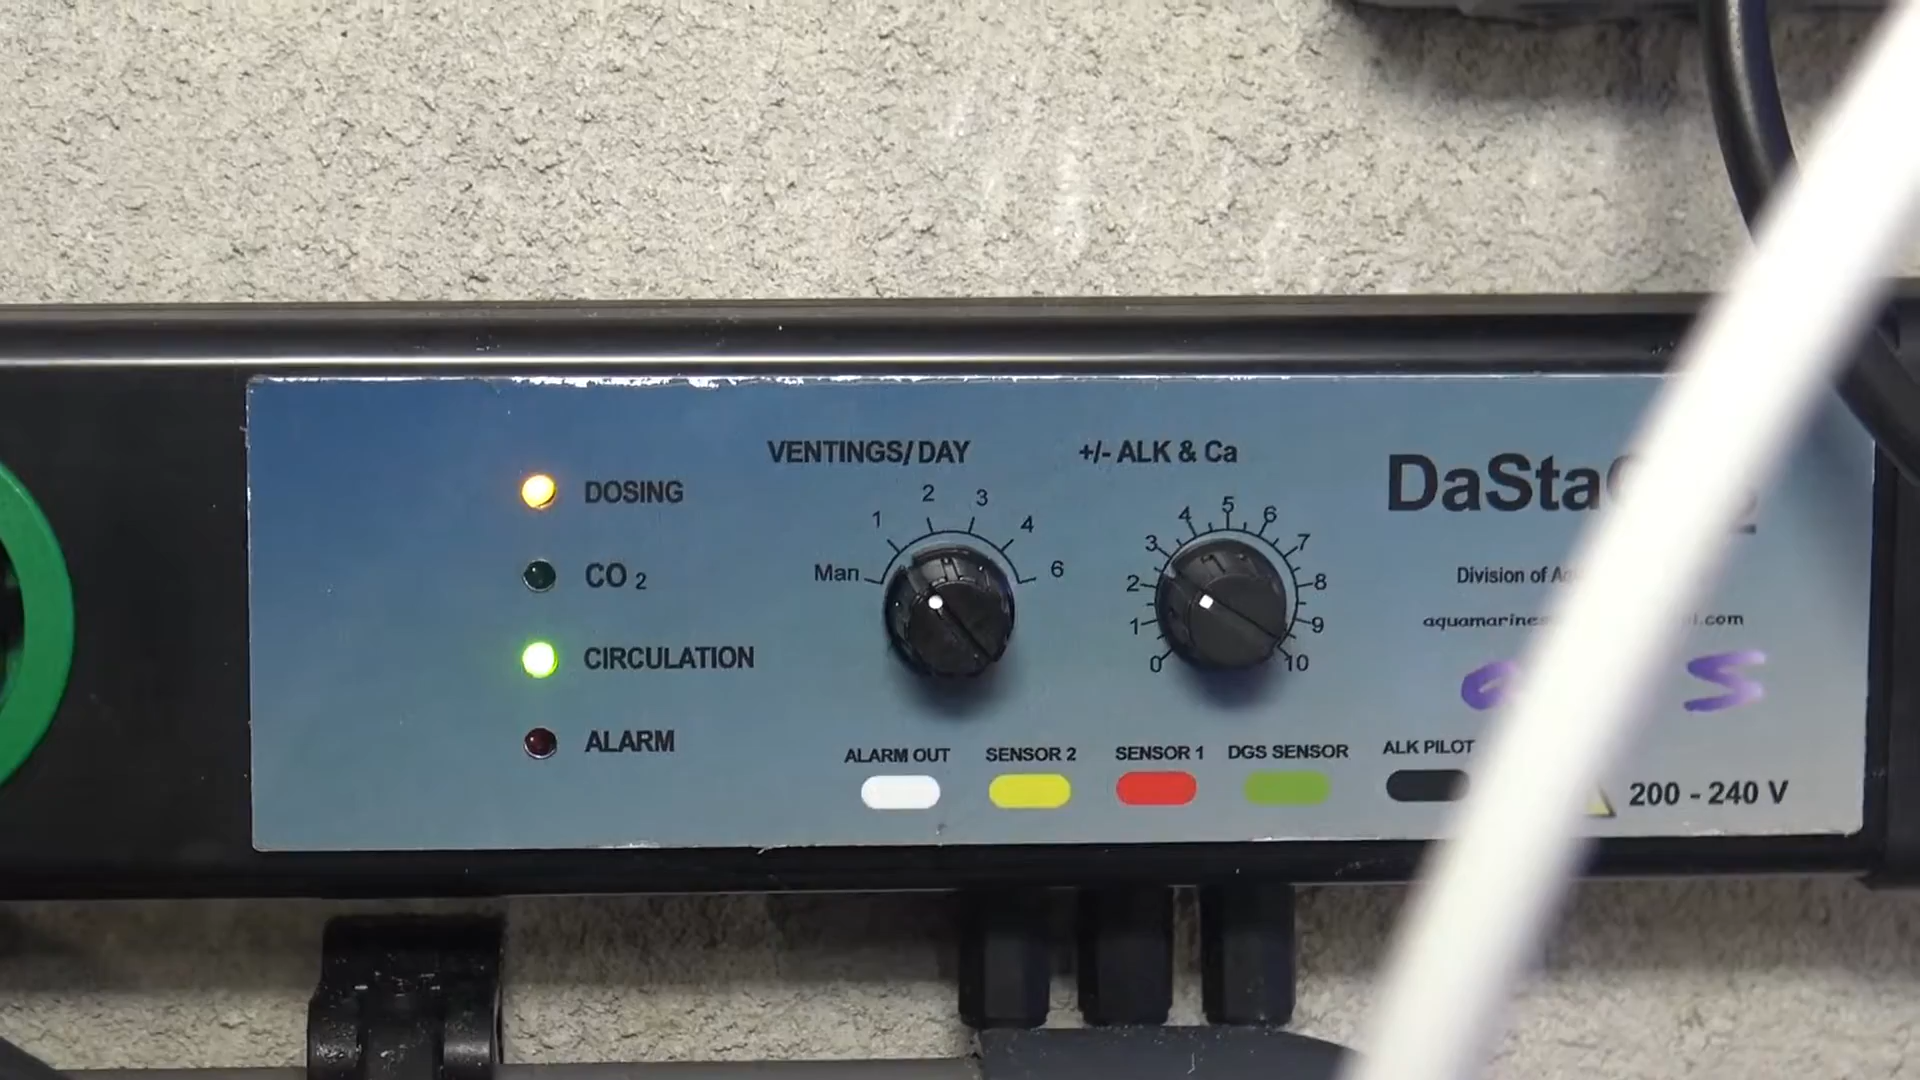 VENTINGS/DAY
+/- ALK & Ca
DOSING
CO 2
CIRCULATION
ALARM
Man 1 2 3 4 6
0 1 2 3 4 5 6 7 8 9 10
Division of
.com
S
ALARM OUT
SENSOR 2
SENSOR 1
DGS SENSOR
ALK PILOT
200 - 240 V